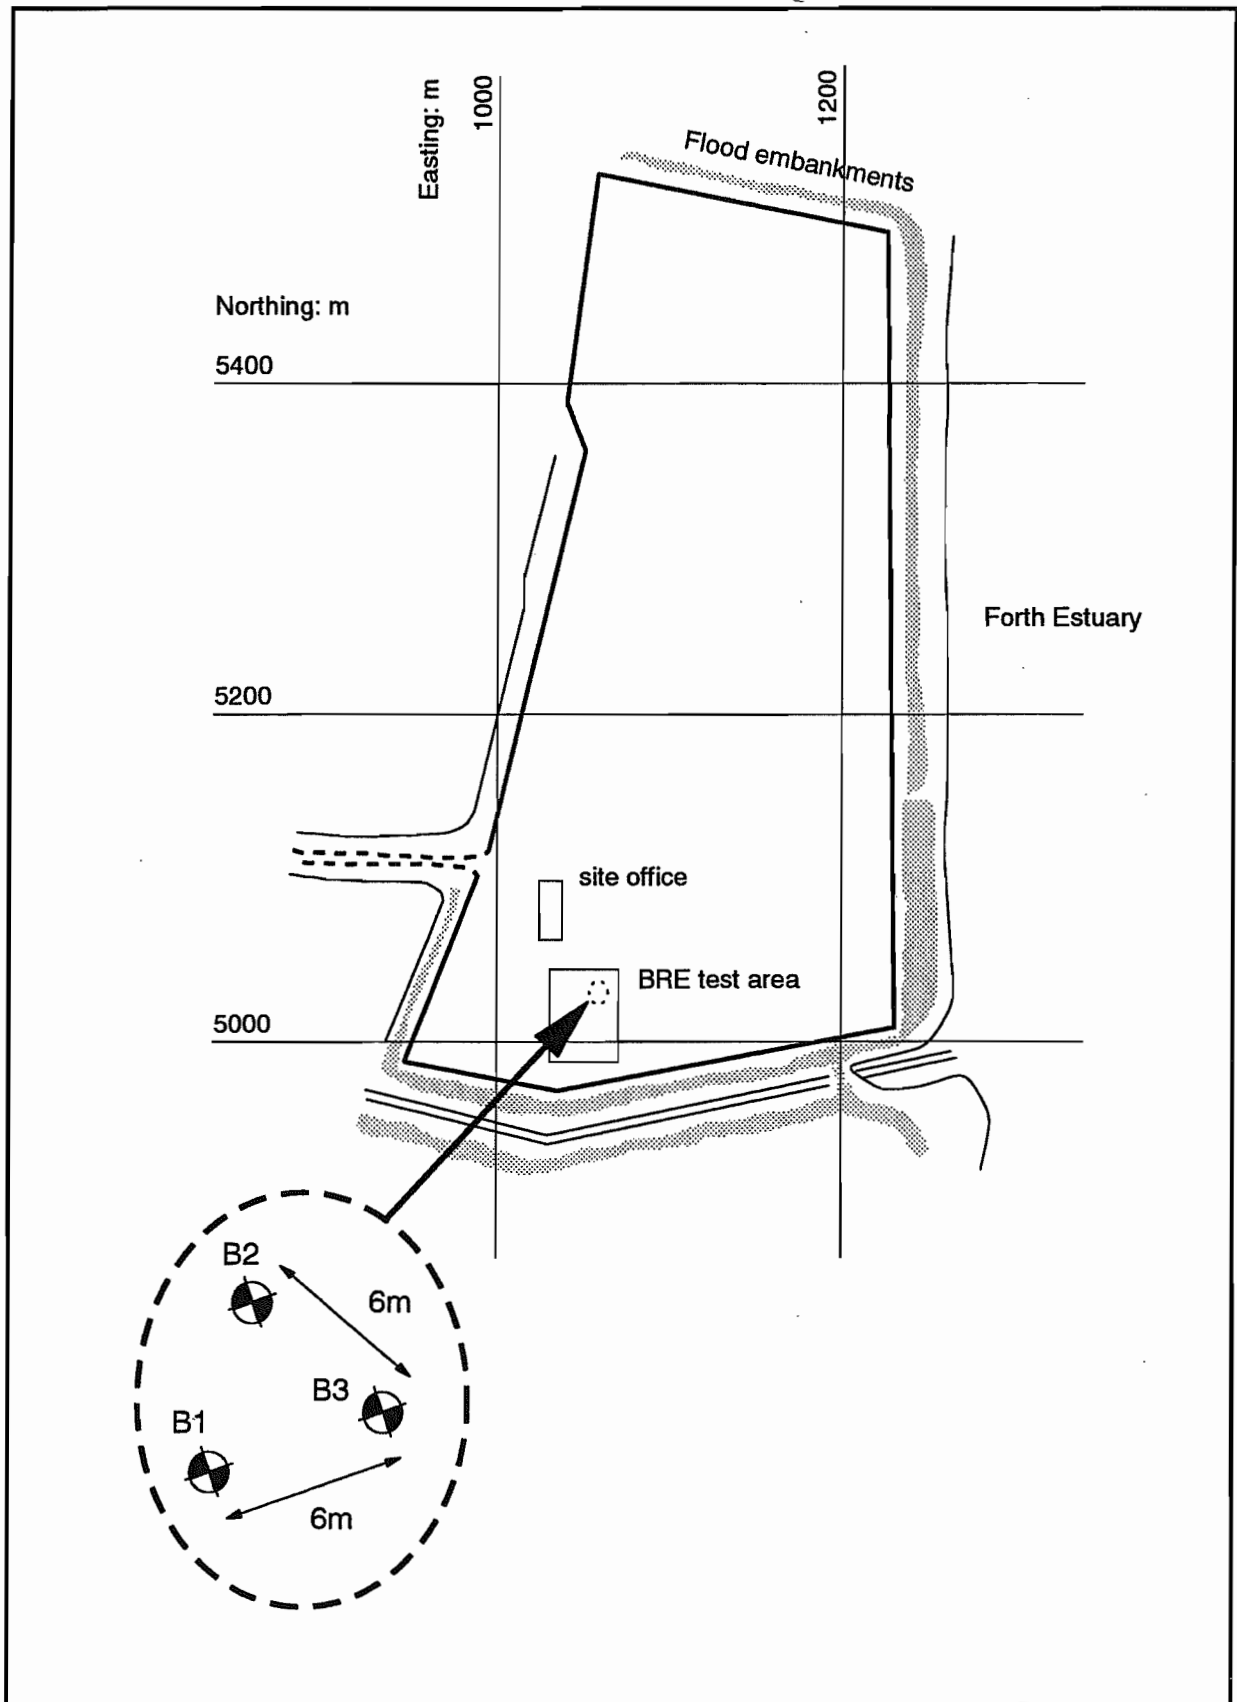 Easting: m
1000
1200
Flood embankments
Northing: m
5400
Forth Estuary
5200
site office
BRE test area
5000
B2
6m
B3
B1
6m